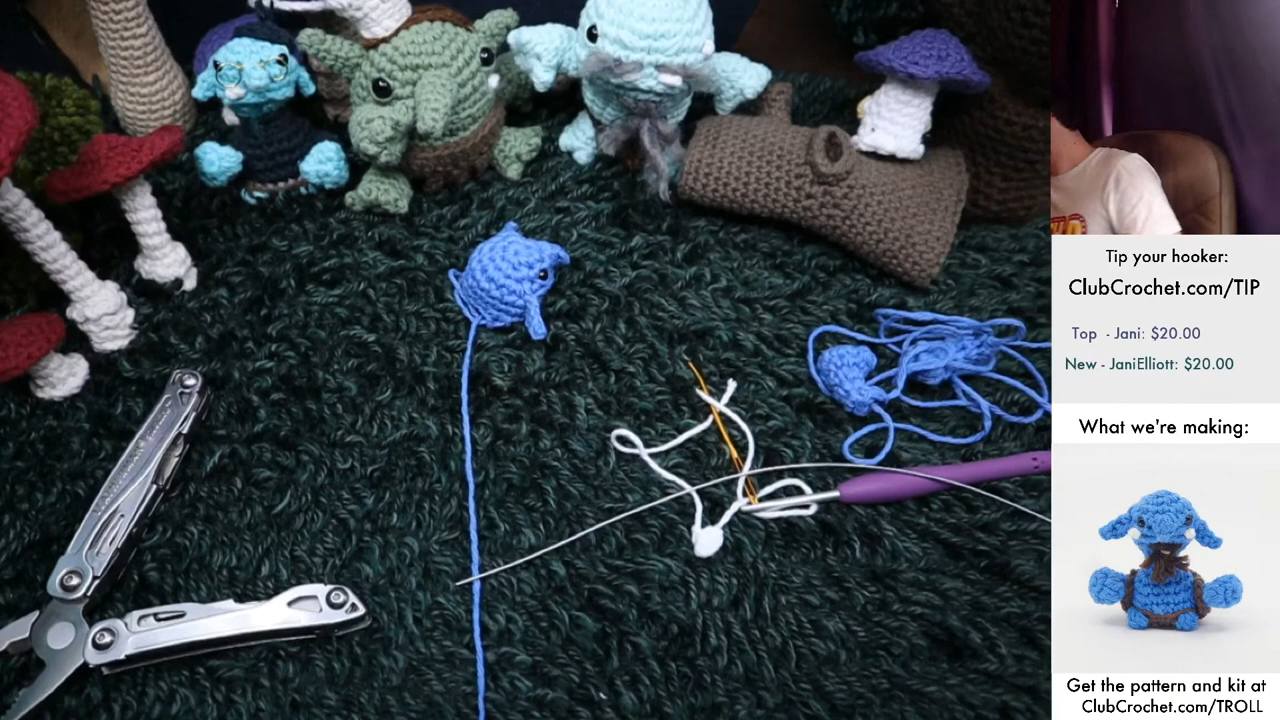 Tip your hooker:
ClubCrochet.com/TIP
Top - Jani: $20.00
New - JaniElliott: $20.00
What we're making:
Get the pattern and kit at
ClubCrochet.com/TROLL